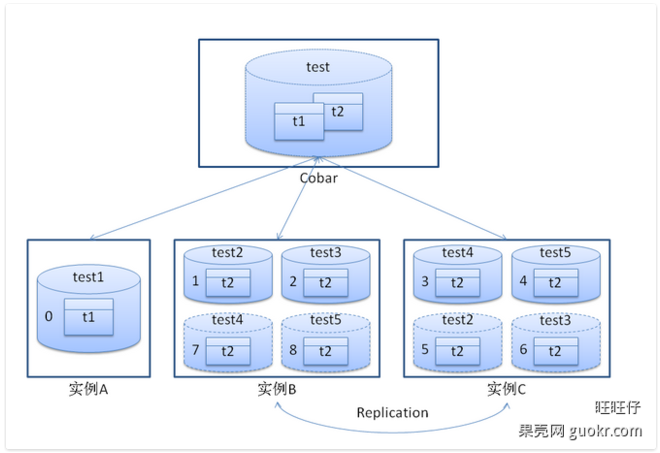 test
t1
t2
Cobar
test1
0
t1
实例A
test2
test3
1
t2
2
t2
test4
test5
7
t2
8
t2
实例B
test4
test5
3
t2
4
t2
test2
test3
5
t2
6
t2
实例C
Replication
旺旺仔
果壳网 guokr.com